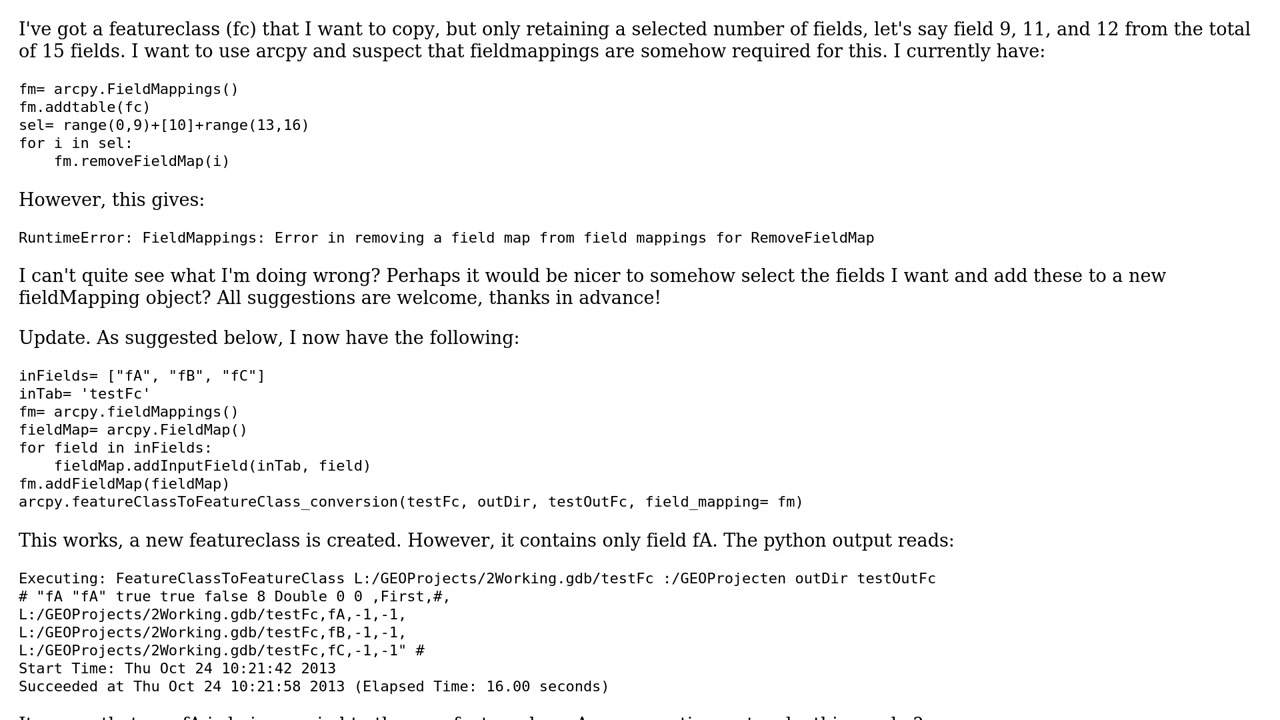 I've got a featureclass (fc) that I want to copy, but only retaining a selected number of fields, let's say field 9, 11, and 12 from the total
of 15 fields. I want to use arcpy and suspect that fieldmappings are somehow required for this. I currently have:
fm= arcpy.FieldMappings()
fm.addtable(fc)
sel= range(0,9)+[10]+range(13,16)
for i in sel:
    fm.removeFieldMap(i)
However, this gives:
RuntimeError: FieldMappings: Error in removing a field map from field mappings for RemoveFieldMap
I can't quite see what I'm doing wrong? Perhaps it would be nicer to somehow select the fields I want and add these to a new
fieldMapping object? All suggestions are welcome, thanks in advance!
Update. As suggested below, I now have the following:
inFields= ["fA", "fB", "fC"]
inTab= 'testFc'
fm= arcpy.fieldMappings()
fieldMap= arcpy.FieldMap()
for field in inFields:
    fieldMap.addInputField(inTab, field)
fm.addFieldMap(fieldMap)
arcpy.featureClassToFeatureClass_conversion(testFc, outDir, testOutFc, field_mapping= fm)
This works, a new featureclass is created. However, it contains only field fA. The python output reads:
Executing: FeatureClassToFeatureClass L:/GEOProjects/2Working.gdb/testFc :/GEOProjecten outDir testOutFc
# "fA "fA" true true false 8 Double 0 0 ,First,#,
L:/GEOProjects/2Working.gdb/testFc,fA,-1,-1,
L:/GEOProjects/2Working.gdb/testFc,fB,-1,-1,
L:/GEOProjects/2Working.gdb/testFc,fC,-1,-1" #
Start Time: Thu Oct 24 10:21:42 2013
Succeeded at Thu Oct 24 10:21:58 2013 (Elapsed Time: 16.00 seconds)